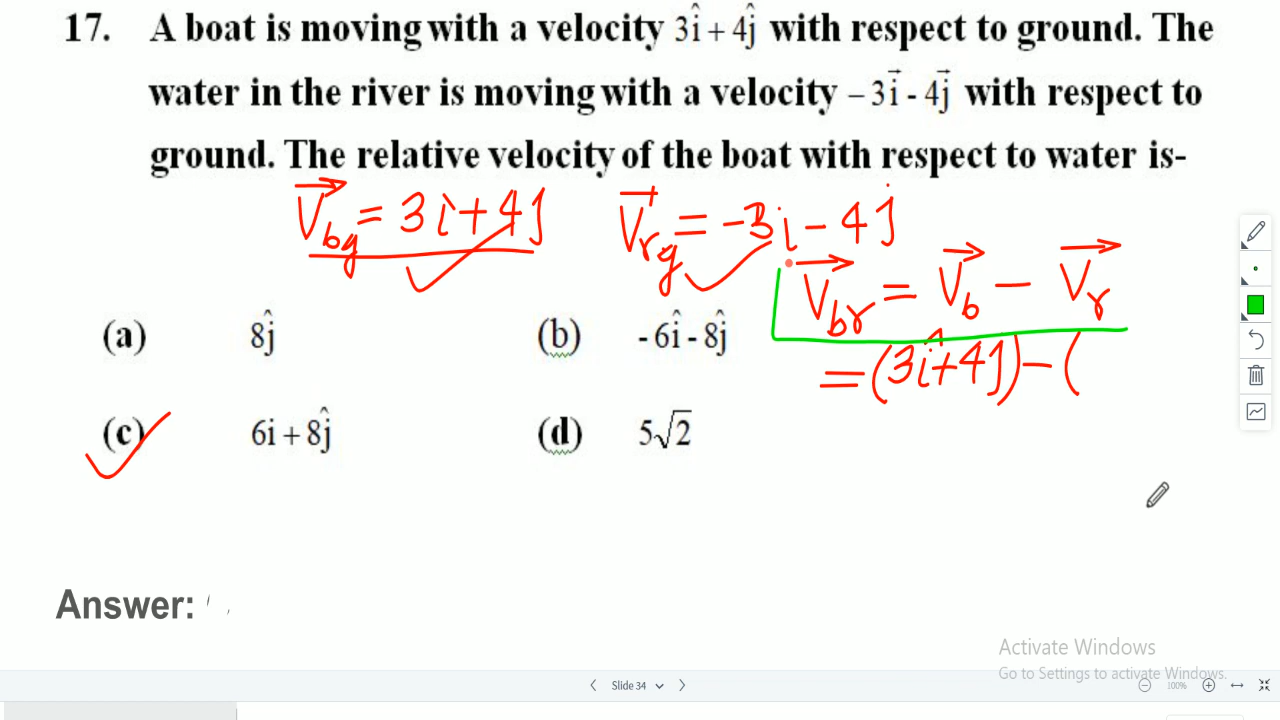 17. A boat is moving with a velocity 3î + 4ĵ with respect to ground. The
water in the river is moving with a velocity – 3i⃗ - 4j⃗ with respect to
ground. The relative velocity of the boat with respect to water is-
V⃗bg = 3i + 4j V⃗rg = -3i - 4j
V⃗br = V⃗b - V⃗r
(a) 8ĵ (b) - 6î - 8ĵ
= (3i + 4j) - (
(c) 6i + 8ĵ (d) 5√2
Answer:
Activate Windows
Go to Settings to activate Windows.
Slide 34
100%